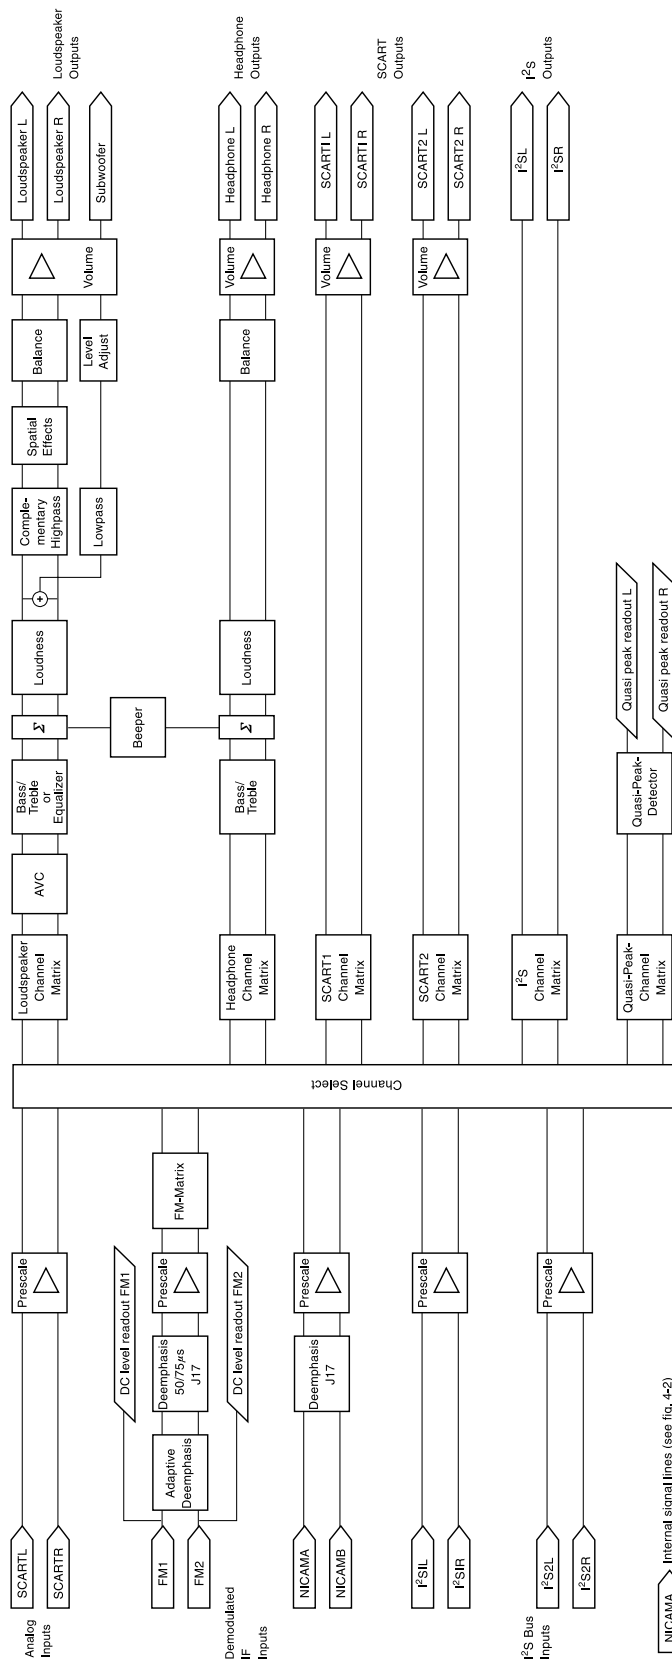 Analog
Inputs
SCARTL
SCARTR
Prescale
Demodulated
IF
Inputs
FM1
FM2
Adaptive
Deemphasis
DC level readout FM1
Deemphasis
50/75µs
J17
DC level readout FM2
Prescale
FM-Matrix
NICAMA
NICAMB
Deemphasis
J17
Prescale
I²S Bus
Inputs
I²SIL
I²SIR
Prescale
I²S2L
I²S2R
Prescale
NICAMA
Internal signal lines (see fig. 4-2)
Channel Select
Loudspeaker
Channel
Matrix
AVC
Bass/
Treble
or
Equalizer
Σ
Loudness
+
Comple-
mentary
Highpass
Spatial
Effects
Balance
Volume
Lowpass
Level
Adjust
Loudspeaker L
Loudspeaker R
Subwoofer
Loudspeaker
Outputs
Beeper
Headphone
Channel
Matrix
Bass/
Treble
Σ
Loudness
Balance
Volume
Headphone L
Headphone R
Headphone
Outputs
SCART1
Channel
Matrix
Volume
SCARTI L
SCARTI R
SCART
Outputs
SCART2
Channel
Matrix
Volume
SCART2 L
SCART2 R
I²S
Channel
Matrix
I²SL
I²SR
I²S
Outputs
Quasi-Peak-
Channel
Matrix
Quasi-Peak-
Detector
Quasi peak readout L
Quasi peak readout R